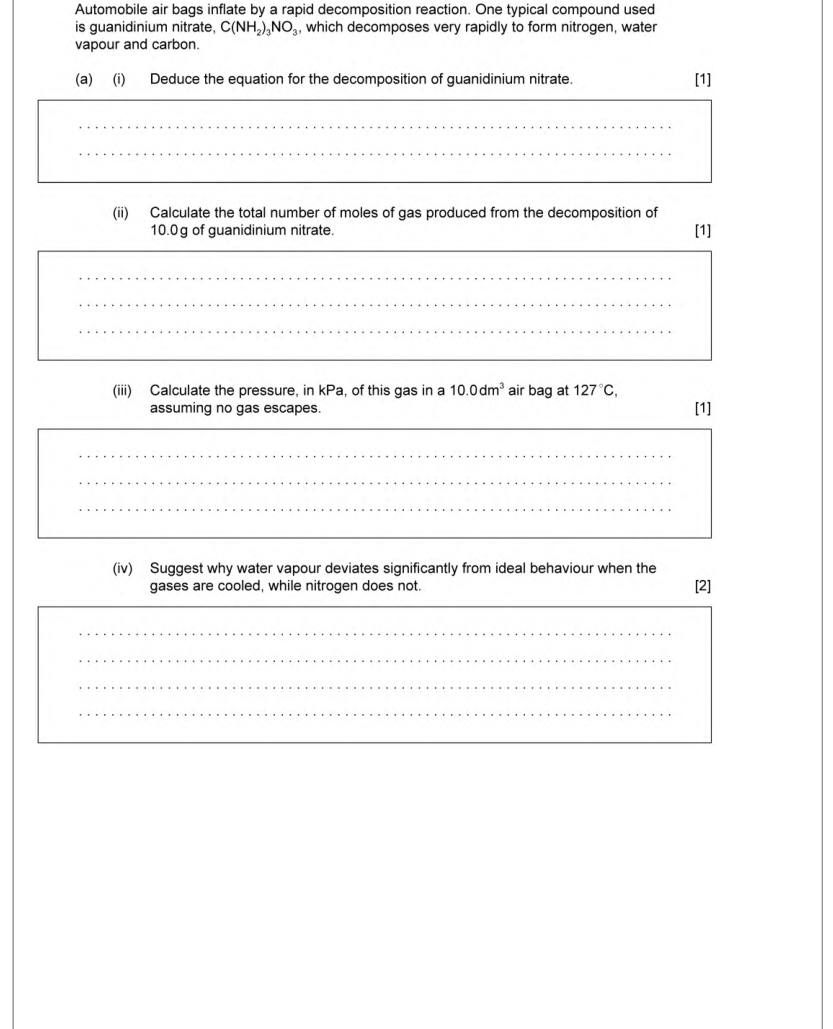 Automobile air bags inflate by a rapid decomposition reaction. One typical compound used
is guanidinium nitrate, C(NH₂)₃NO₃, which decomposes very rapidly to form nitrogen, water
vapour and carbon.
(a) (i) Deduce the equation for the decomposition of guanidinium nitrate. [1]
(ii) Calculate the total number of moles of gas produced from the decomposition of
10.0 g of guanidinium nitrate. [1]
(iii) Calculate the pressure, in kPa, of this gas in a 10.0 dm³ air bag at 127 °C,
assuming no gas escapes. [1]
(iv) Suggest why water vapour deviates significantly from ideal behaviour when the
gases are cooled, while nitrogen does not. [2]